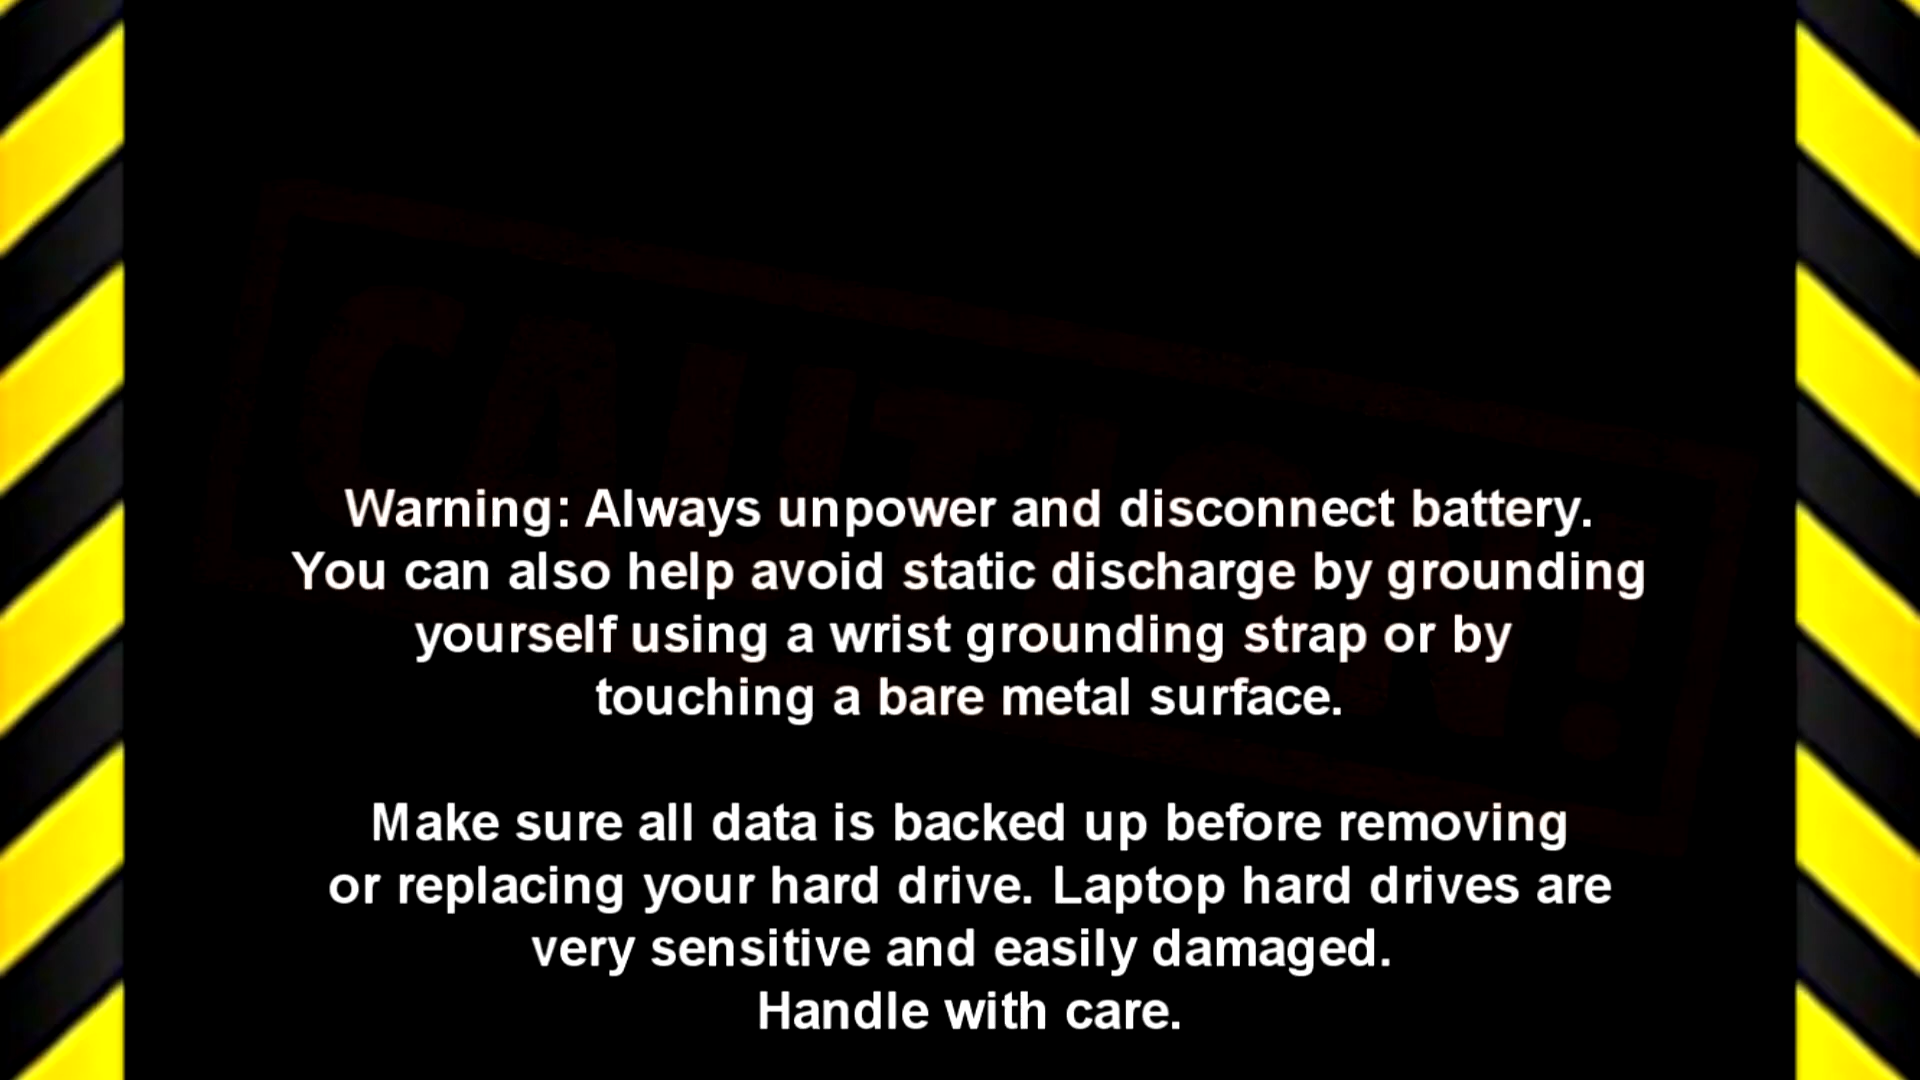 CAUTION!
Warning: Always unpower and disconnect battery.
You can also help avoid static discharge by grounding
yourself using a wrist grounding strap or by
touching a bare metal surface.
Make sure all data is backed up before removing
or replacing your hard drive. Laptop hard drives are
very sensitive and easily damaged.
Handle with care.